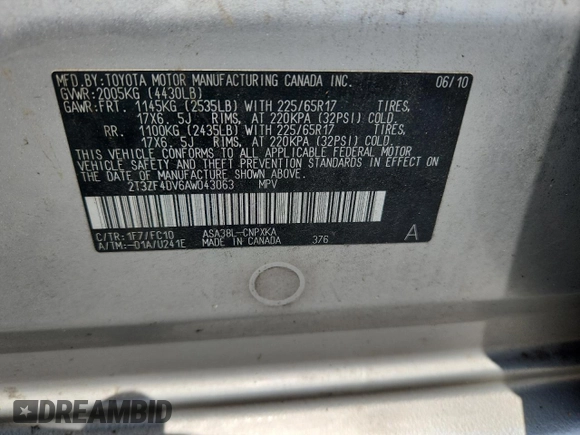 MFD.BY:TOYOTA MOTOR MANUFACTURING CANADA INC. 06/10
GVWR:2005KG (4430LB)
GAWR:FRT. 1145KG (2535LB) WITH 225/65R17 TIRES,
17X6.5J RIMS, AT 220KPA (32PSI) COLD.
RR. 1100KG (2435LB) WITH 225/65R17 TIRES,
17X6.5J RIMS, AT 220KPA (32PSI) COLD.
THIS VEHICLE CONFORMS TO ALL APPLICABLE FEDERAL MOTOR
VEHICLE SAFETY AND THEFT PREVENTION STANDARDS IN EFFECT
ON THE DATE OF MANUFACTURE SHOWN ABOVE.
2T3ZF4DV6AW043063 MPV
C/TR:1F7/FC10 ASA38L-CNPXKA
A/TM:-01A/U241E MADE IN CANADA 376 A
DREAMBID